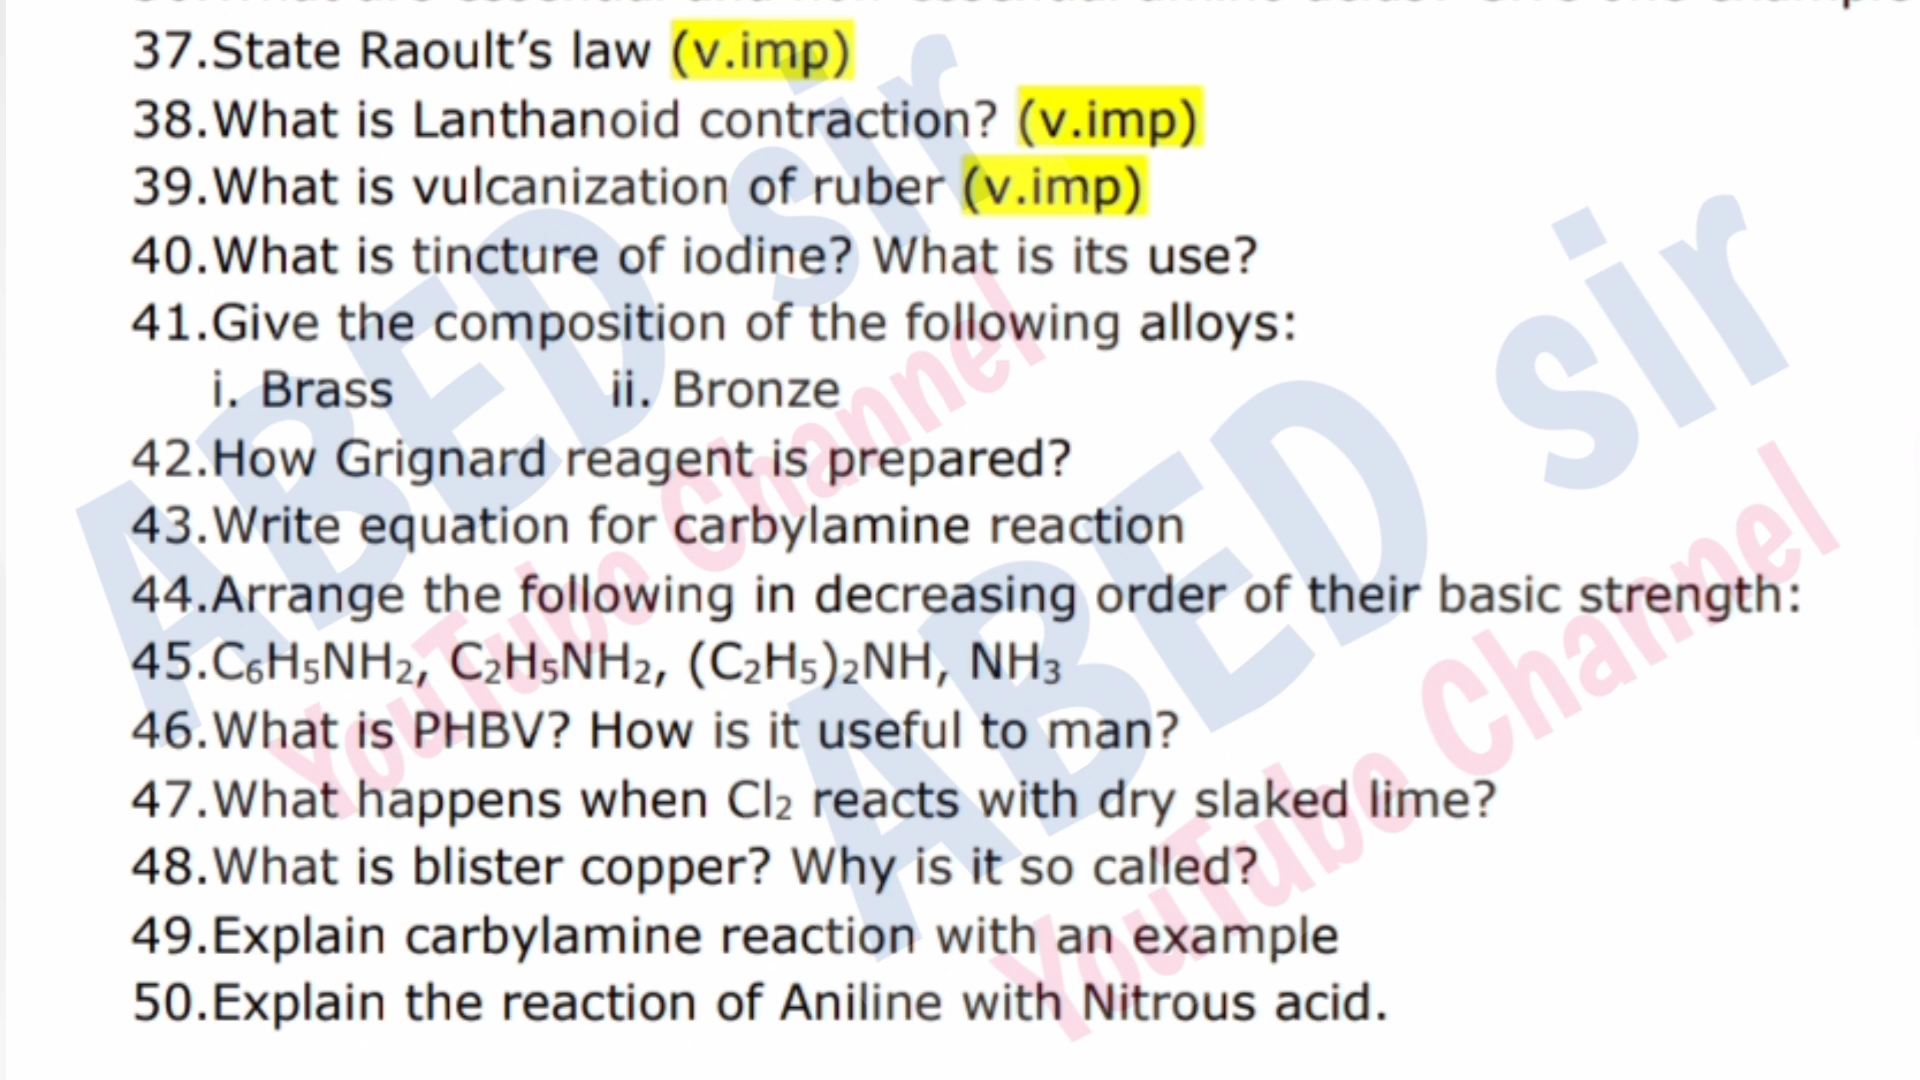 37.State Raoult’s law (v.imp)
38.What is Lanthanoid contraction? (v.imp)
39.What is vulcanization of ruber (v.imp)
40.What is tincture of iodine? What is its use?
41.Give the composition of the following alloys:
i. Brass ii. Bronze
42.How Grignard reagent is prepared?
43.Write equation for carbylamine reaction
44.Arrange the following in decreasing order of their basic strength:
45.C₆H₅NH₂, C₂H₅NH₂, (C₂H₅)₂NH, NH₃
46.What is PHBV? How is it useful to man?
47.What happens when Cl₂ reacts with dry slaked lime?
48.What is blister copper? Why is it so called?
49.Explain carbylamine reaction with an example
50.Explain the reaction of Aniline with Nitrous acid.
ABED sir
YouTube Channel
ABED sir
YouTube Channel